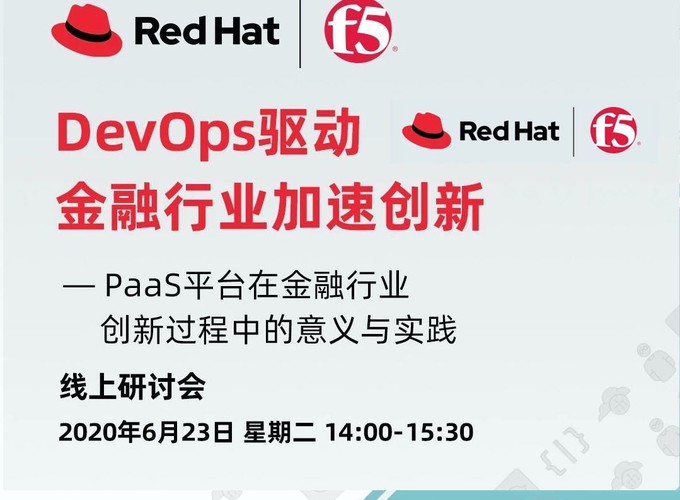 Red Hat f5
DevOps驱动
Red Hat f5
金融行业加速创新
— PaaS平台在金融行业
创新过程中的意义与实践
线上研讨会
2020年6月23日 星期二 14:00-15:30